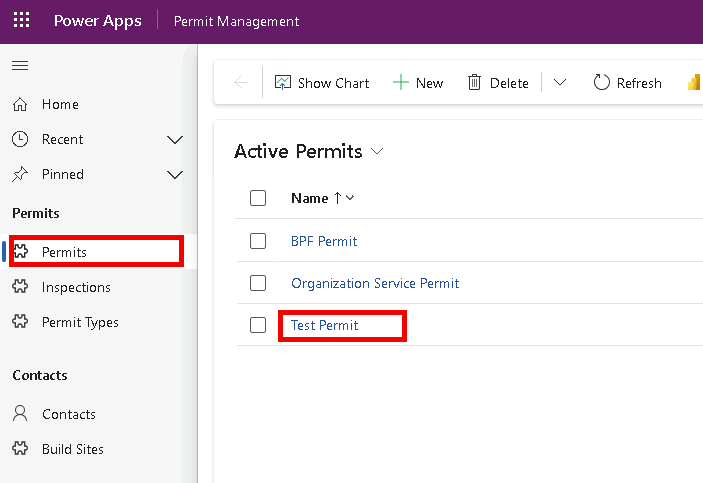 Power Apps Permit Management
Show Chart New Delete Refresh
Home
Recent
Pinned
Permits
Permits
Inspections
Permit Types
Contacts
Contacts
Build Sites
Active Permits
Name
BPF Permit
Organization Service Permit
Test Permit